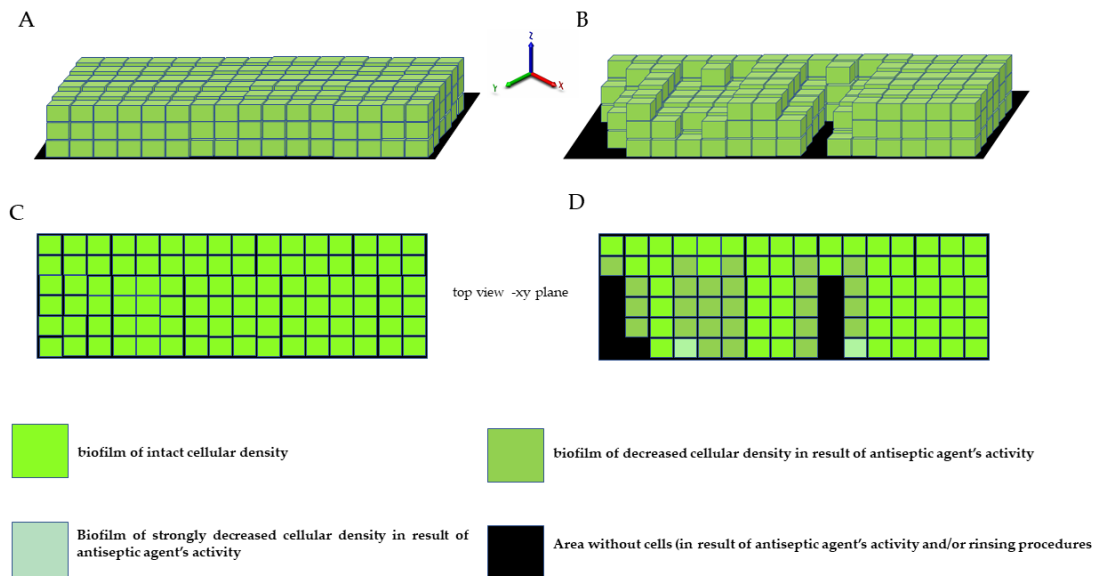 A
B
Z
Y
X
C
D
top view -xy plane
biofilm of intact cellular density
biofilm of decreased cellular density in result of antiseptic agent's activity
Biofilm of strongly decreased cellular density in result of
antiseptic agent's activity
Area without cells (in result of antiseptic agent's activity and/or rinsing procedures